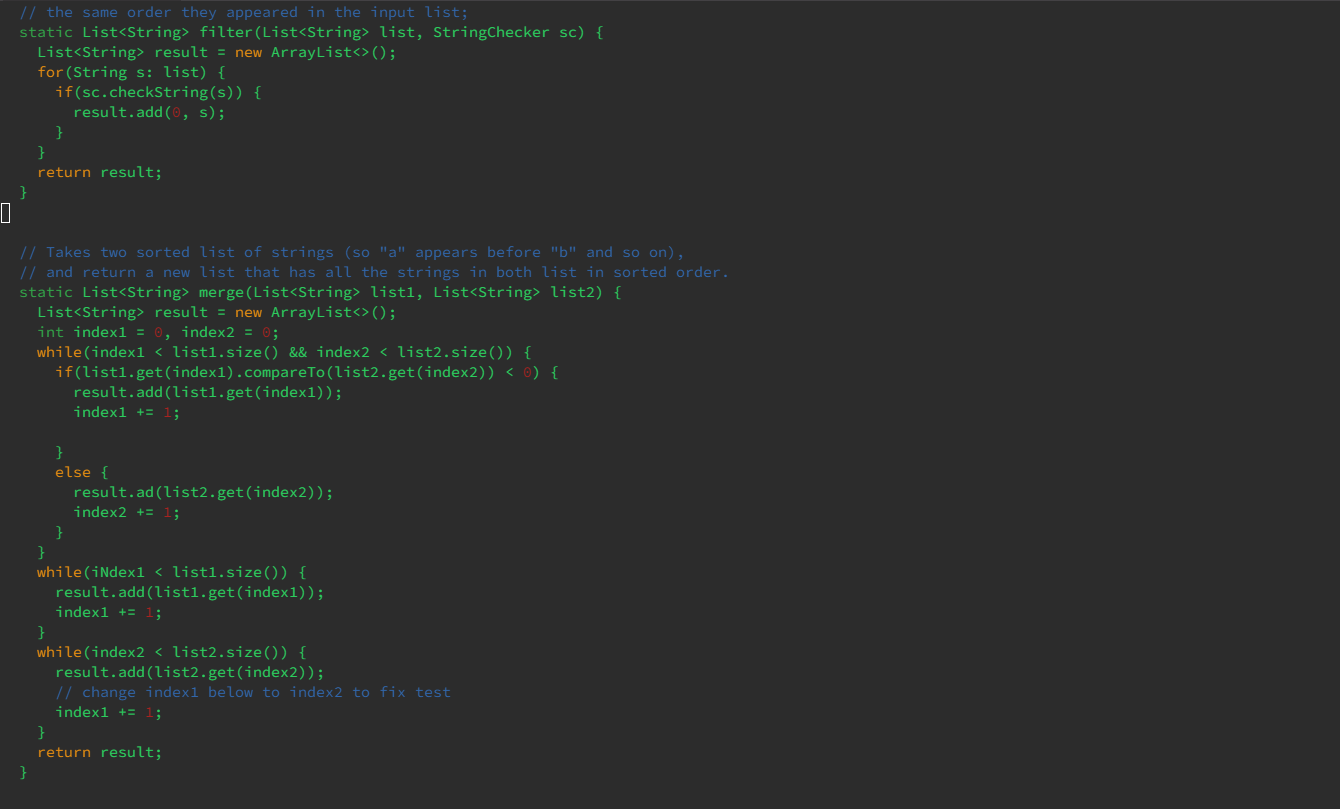 // the same order they appeared in the input list;
static List<String> filter(List<String> list, StringChecker sc) {
  List<String> result = new ArrayList<>();
  for(String s: list) {
    if(sc.checkString(s)) {
      result.add(0, s);
    }
  }
  return result;
}
// Takes two sorted list of strings (so "a" appears before "b" and so on),
// and return a new list that has all the strings in both list in sorted order.
static List<String> merge(List<String> list1, List<String> list2) {
  List<String> result = new ArrayList<>();
  int index1 = 0, index2 = 0;
  while(index1 < list1.size() && index2 < list2.size()) {
    if(list1.get(index1).compareTo(list2.get(index2)) < 0) {
      result.add(list1.get(index1));
      index1 += 1;
    }
    else {
      result.ad(list2.get(index2));
      index2 += 1;
    }
  }
  while(iNdex1 < list1.size()) {
    result.add(list1.get(index1));
    index1 += 1;
  }
  while(index2 < list2.size()) {
    result.add(list2.get(index2));
    // change index1 below to index2 to fix test
    index1 += 1;
  }
  return result;
}